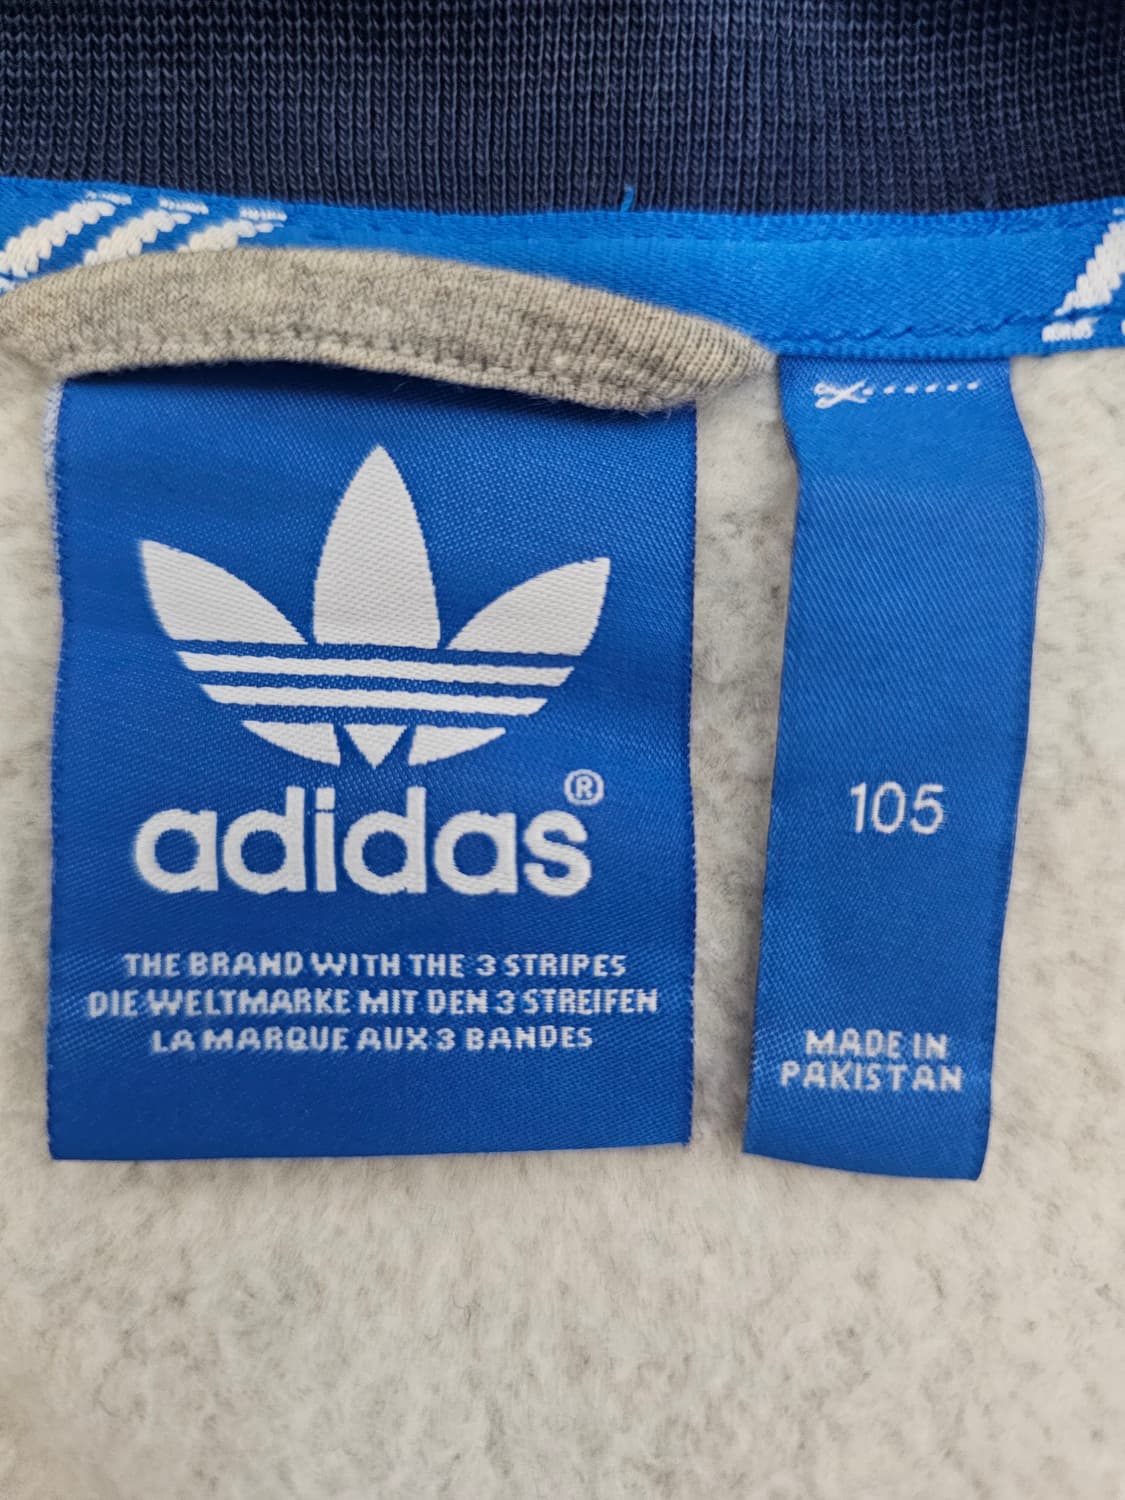 adidas®
THE BRAND WITH THE 3 STRIPES
DIE WELTMARKE MIT DEN 3 STREIFEN
LA MARQUE AUX 3 BANDES
105
MADE IN
PAKISTAN